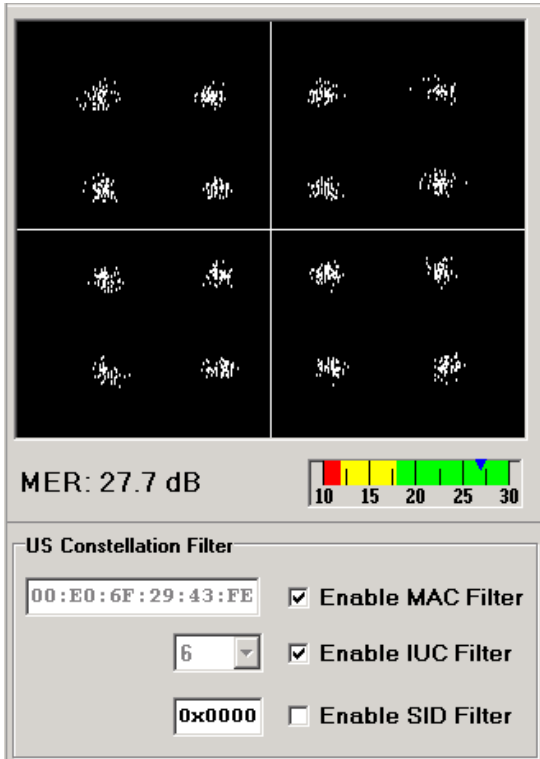 MER: 27.7 dB
10 15 20 25 30
US Constellation Filter
00:E0:6F:29:43:FE Enable MAC Filter
6 Enable IUC Filter
0x0000 Enable SID Filter